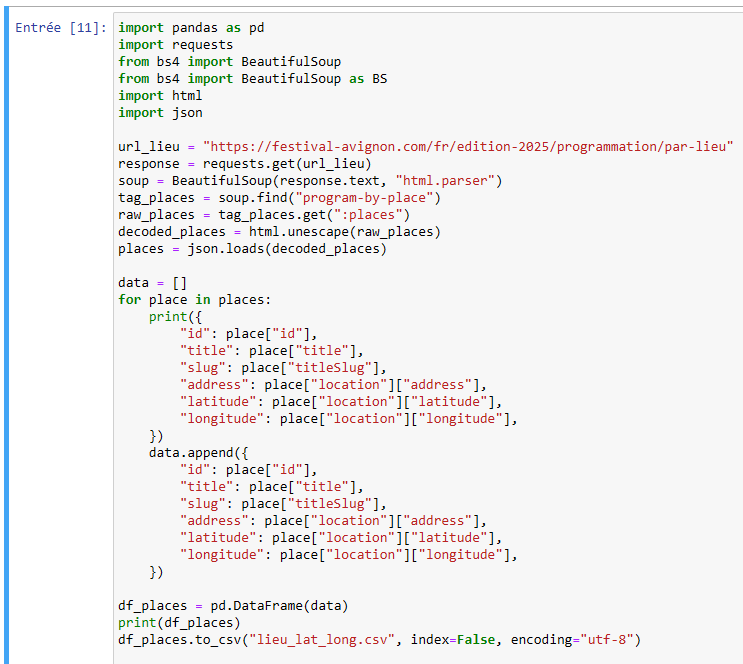 Entrée [11]: import pandas as pd
import requests
from bs4 import BeautifulSoup
from bs4 import BeautifulSoup as BS
import html
import json

url_lieu = "https://festival-avignon.com/fr/edition-2025/programmation/par-lieu"
response = requests.get(url_lieu)
soup = BeautifulSoup(response.text, "html.parser")
tag_places = soup.find("program-by-place")
raw_places = tag_places.get(":places")
decoded_places = html.unescape(raw_places)
places = json.loads(decoded_places)

data = []
for place in places:
    print({
        "id": place["id"],
        "title": place["title"],
        "slug": place["titleSlug"],
        "address": place["location"]["address"],
        "latitude": place["location"]["latitude"],
        "longitude": place["location"]["longitude"],
    })
    data.append({
        "id": place["id"],
        "title": place["title"],
        "slug": place["titleSlug"],
        "address": place["location"]["address"],
        "latitude": place["location"]["latitude"],
        "longitude": place["location"]["longitude"],
    })

df_places = pd.DataFrame(data)
print(df_places)
df_places.to_csv("lieu_lat_long.csv", index=False, encoding="utf-8")